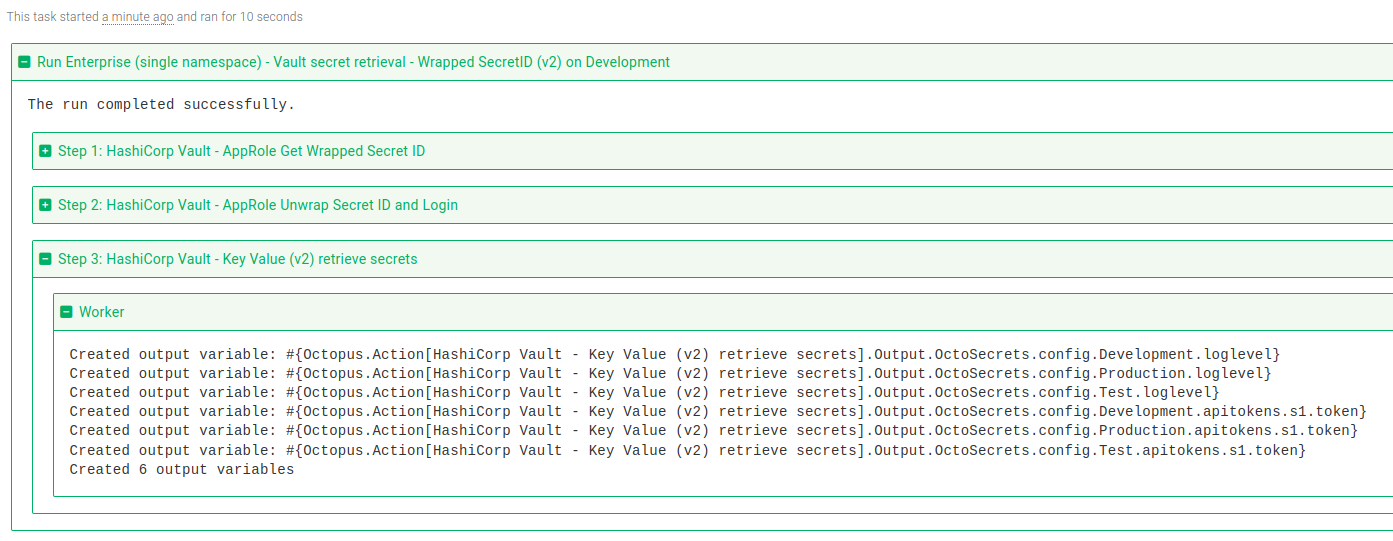 This task started a minute ago and ran for 10 seconds
Run Enterprise (single namespace) - Vault secret retrieval - Wrapped SecretID (v2) on Development
The run completed successfully.
Step 1: HashiCorp Vault - AppRole Get Wrapped Secret ID
Step 2: HashiCorp Vault - AppRole Unwrap Secret ID and Login
Step 3: HashiCorp Vault - Key Value (v2) retrieve secrets
Worker
Created output variable: #{Octopus.Action[HashiCorp Vault - Key Value (v2) retrieve secrets].Output.OctoSecrets.config.Development.loglevel}
Created output variable: #{Octopus.Action[HashiCorp Vault - Key Value (v2) retrieve secrets].Output.OctoSecrets.config.Production.loglevel}
Created output variable: #{Octopus.Action[HashiCorp Vault - Key Value (v2) retrieve secrets].Output.OctoSecrets.config.Test.loglevel}
Created output variable: #{Octopus.Action[HashiCorp Vault - Key Value (v2) retrieve secrets].Output.OctoSecrets.config.Development.apitokens.s1.token}
Created output variable: #{Octopus.Action[HashiCorp Vault - Key Value (v2) retrieve secrets].Output.OctoSecrets.config.Production.apitokens.s1.token}
Created output variable: #{Octopus.Action[HashiCorp Vault - Key Value (v2) retrieve secrets].Output.OctoSecrets.config.Test.apitokens.s1.token}
Created 6 output variables